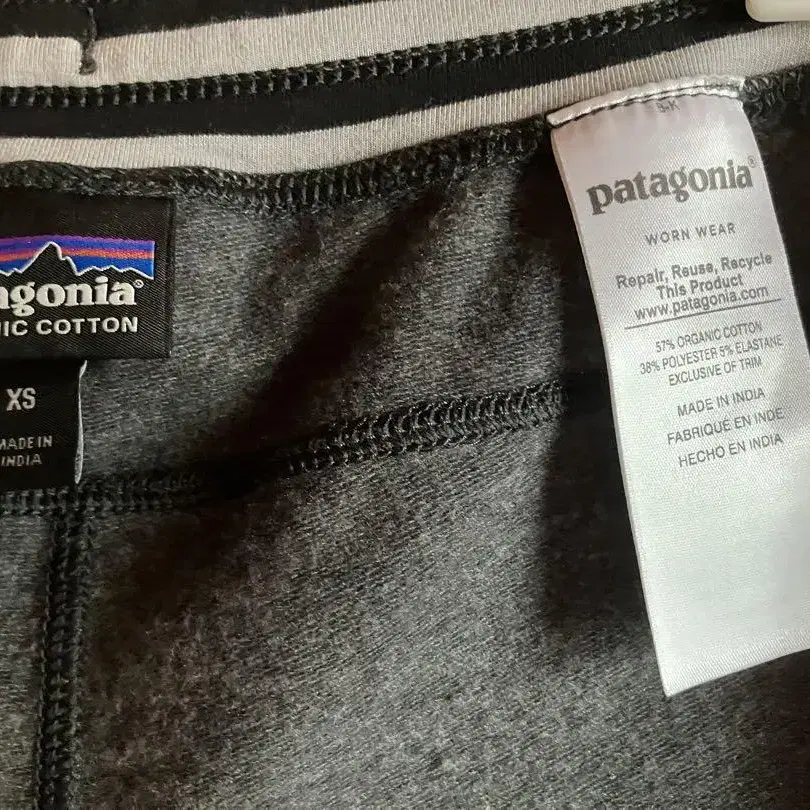 agonia®
IC COTTON
XS
MADE IN
INDIA
patagonia®
WORN WEAR
Repair, Reuse, Recycle
This Product
www.patagonia.com
57% ORGANIC COTTON
38% POLYESTER 5% ELASTANE
EXCLUSIVE OF TRIM
MADE IN INDIA
FABRIQUÉ EN INDE
HECHO EN INDIA